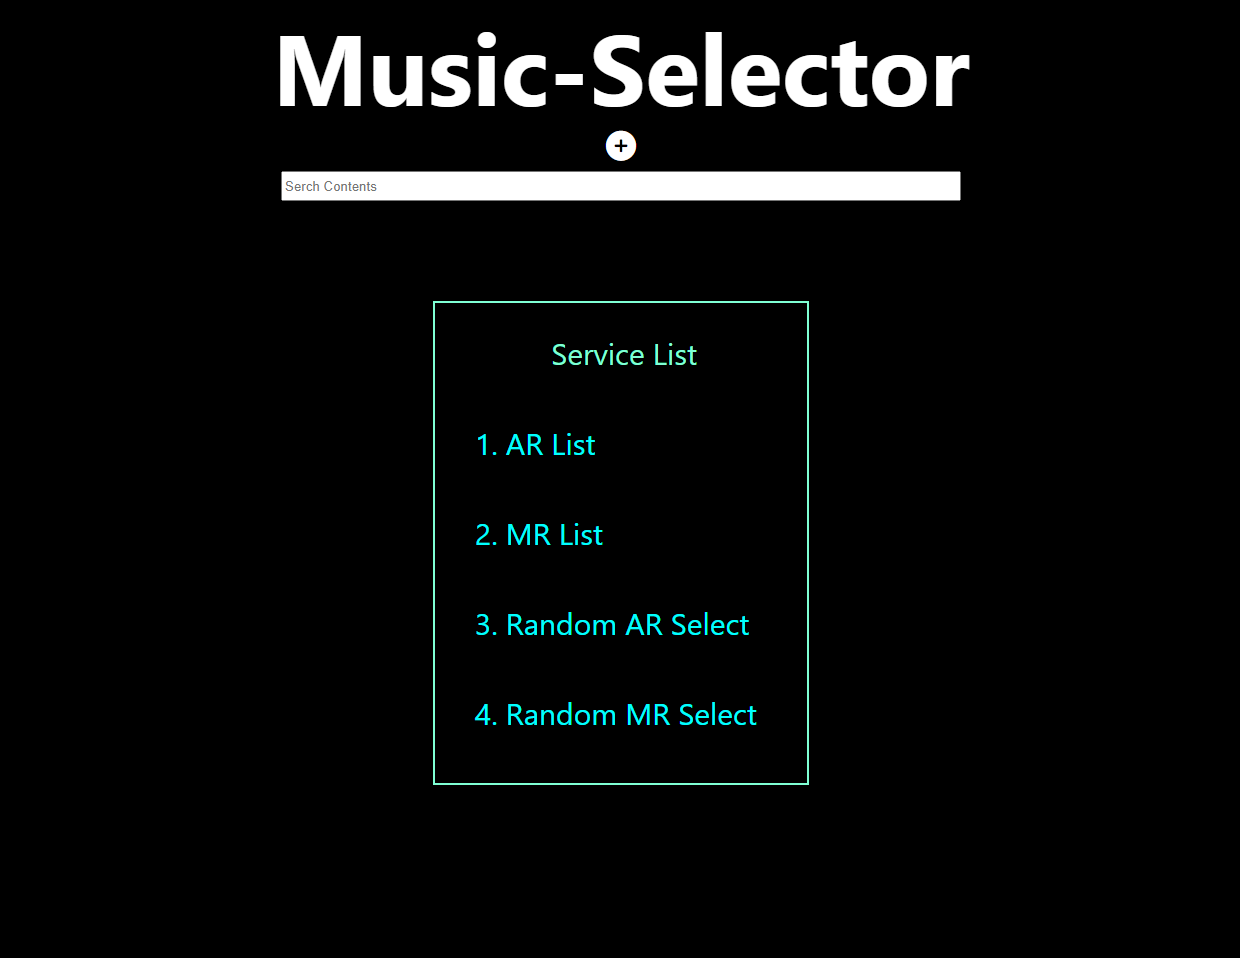 Music-Selector
+
Serch Contents
Service List
1. AR List
2. MR List
3. Random AR Select
4. Random MR Select